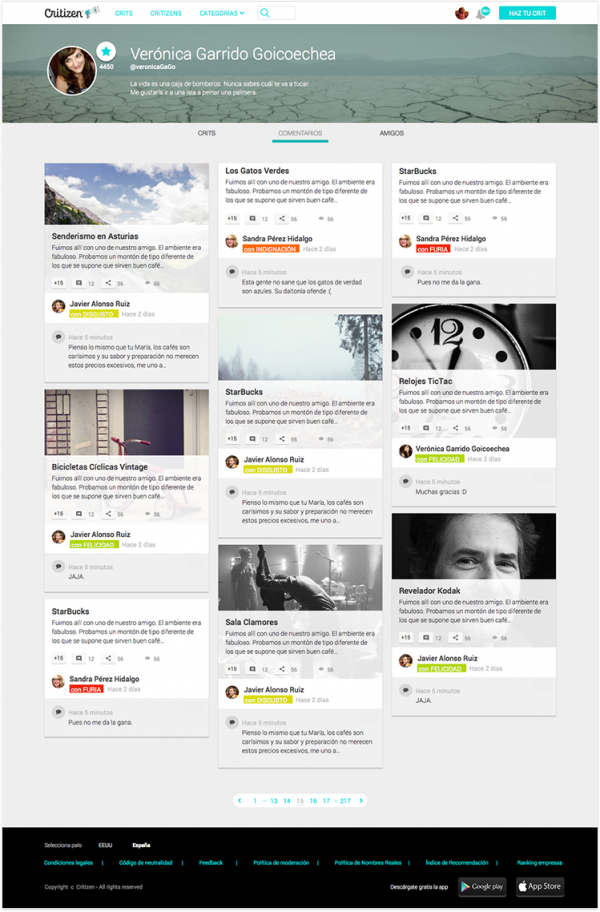 Critizen
CRITS
CITIZENS
CATEGORÍAS
HAZ TU CRIT
Verónica Garrido Goicoechea
@veronicaGaGo
4450
La vida es una caja de bomberos. Nunca sabes cuál te va a tocar.
Me gustaría ir a una isla a peinar una palmera.
CRITS
COMENTARIOS
AMIGOS
Senderismo en Asturias
Fuimos allí con uno de nuestro amigo. El ambiente era
fabuloso. Probamos un montón de tipo diferente de
los que se supone que sirven buen café...
+15 12 56 56
Javier Alonso Ruiz
con DISGUSTO Hace 2 días
Hace 5 minutos
Pienso lo mismo que tu María, los cafés son
carísimos y su sabor y preparación no merecen
estos precios excesivos, me uno a...
Bicicletas Cíclicas Vintage
Fuimos allí con uno de nuestro amigo. El ambiente era
fabuloso. Probamos un montón de tipo diferente de
los que se supone que sirven buen café...
+15 12 56 56
Javier Alonso Ruiz
con FELICIDAD Hace 2 días
Hace 5 minutos
JAJA.
StarBucks
Fuimos allí con uno de nuestro amigo. El ambiente era
fabuloso. Probamos un montón de tipo diferente de
los que se supone que sirven buen café...
+15 12 56 56
Sandra Pérez Hidalgo
con FURIA Hace 2 días
Hace 5 minutos
Pues no me da la gana.
Los Gatos Verdes
Fuimos allí con uno de nuestro amigo. El ambiente era
fabuloso. Probamos un montón de tipo diferente de
los que se supone que sirven buen café...
+15 12 56 56
Sandra Pérez Hidalgo
con INDIGNACIÓN Hace 2 días
Hace 5 minutos
Esta gente no sane que los gatos de verdad
son azules. Su daltonía ofende :(
StarBucks
Fuimos allí con uno de nuestro amigo. El ambiente era
fabuloso. Probamos un montón de tipo diferente de
los que se supone que sirven buen café...
+15 12 56 56
Javier Alonso Ruiz
con DISGUSTO Hace 2 días
Hace 5 minutos
Pienso lo mismo que tu María, los cafés son
carísimos y su sabor y preparación no merecen
estos precios excesivos, me uno a...
Sala Clamores
Fuimos allí con uno de nuestro amigo. El ambiente era
fabuloso. Probamos un montón de tipo diferente de
los que se supone que sirven buen café...
+15 12 56 56
Javier Alonso Ruiz
con DISGUSTO Hace 2 días
Hace 5 minutos
Pienso lo mismo que tu María, los cafés son
carísimos y su sabor y preparación no merecen
estos precios excesivos, me uno a...
StarBucks
Fuimos allí con uno de nuestro amigo. El ambiente era
fabuloso. Probamos un montón de tipo diferente de
los que se supone que sirven buen café...
+15 12 56 56
Sandra Pérez Hidalgo
con FURIA Hace 2 días
Hace 5 minutos
Pues no me da la gana.
12
Relojes TicTac
Fuimos allí con uno de nuestro amigo. El ambiente era
fabuloso. Probamos un montón de tipo diferente de
los que se supone que sirven buen café...
+15 12 56 56
Verónica Garrido Goicoechea
con FELICIDAD Hace 2 días
Hace 5 minutos
Muchas gracias :D
Revelador Kodak
Fuimos allí con uno de nuestro amigo. El ambiente era
fabuloso. Probamos un montón de tipo diferente de
los que se supone que sirven buen café...
+15 12 56 56
Javier Alonso Ruiz
con FELICIDAD Hace 2 días
Hace 5 minutos
JAJA.
< 1 ... 13 14 15 16 17 ... 217 >
Selecciona país: EEUU España
Condiciones legales | Código de neutralidad | Feedback | Política de moderación | Política de Nombres Reales | Índice de Recomendación | Ranking empresas
Copyright c Critizen - All rights reserved
Descárgate gratis la app
Google play
App Store